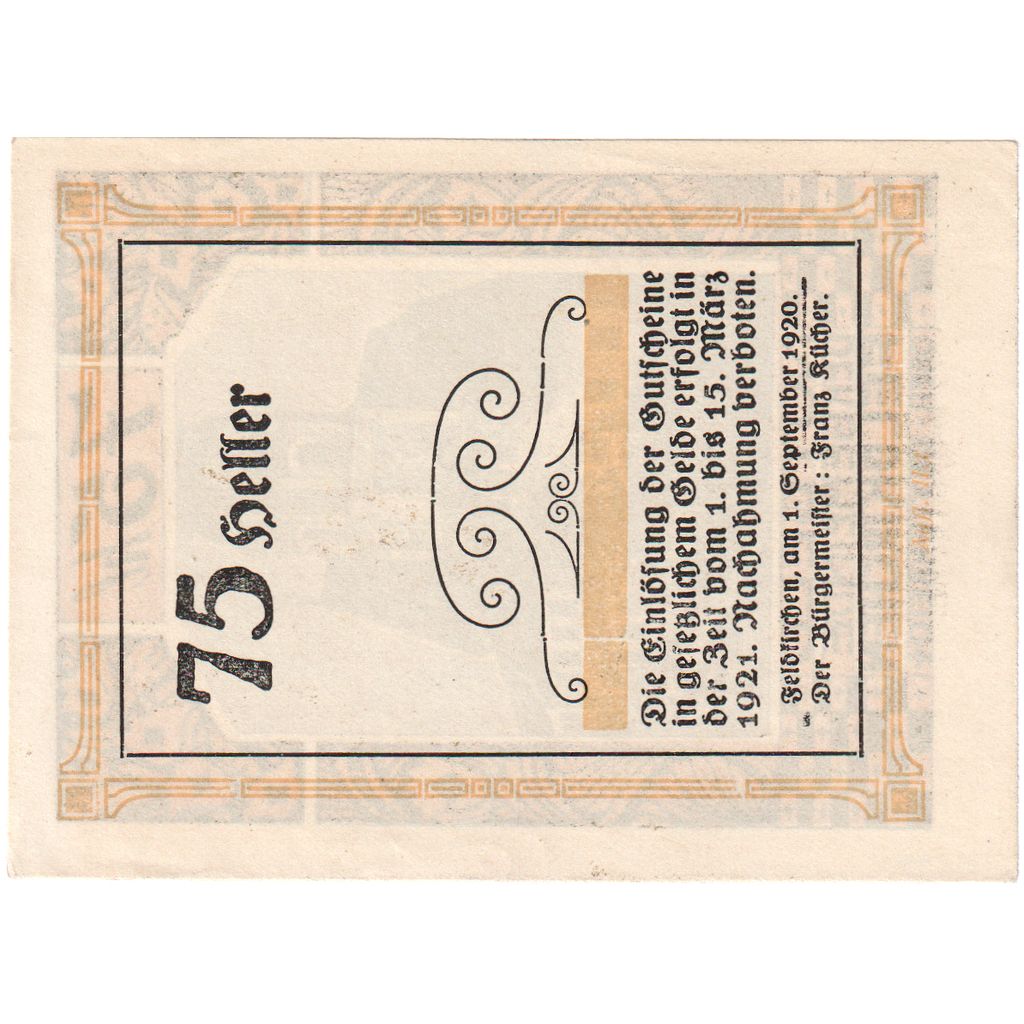 75 Heller
Die Einlösung der Gutscheine
in gesetzlichen Gelde erfolgt in
der Zeit vom 1. bis 15. März
1921. Nachahmung verboten.
Feldkirchen, am 1. September 1920.
Der Bürgermeister: Franz Kücher.